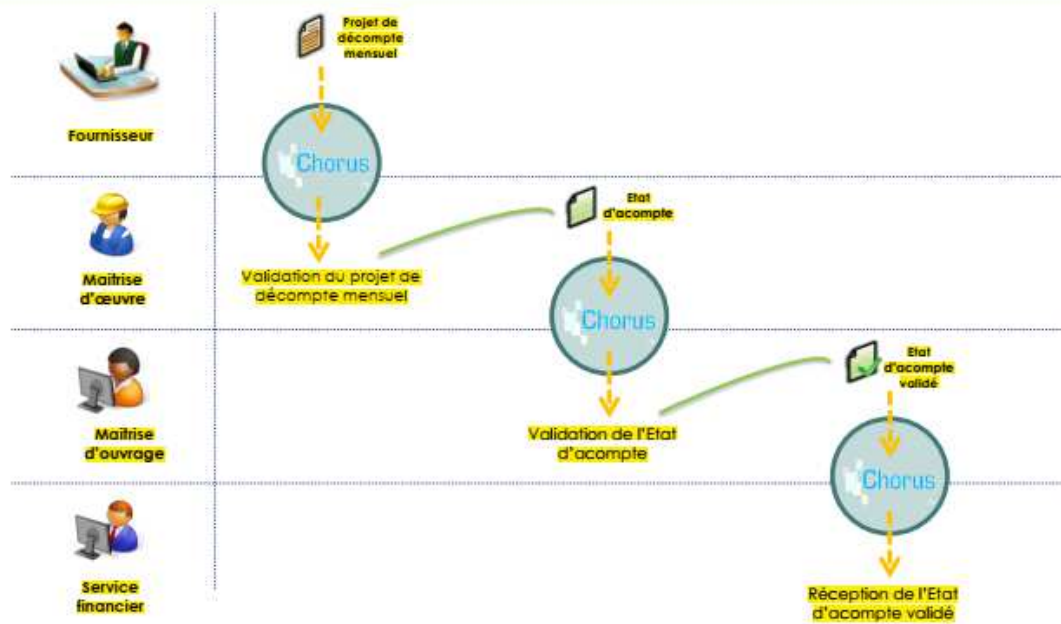 Projet de
décompte
mensuel
Fournisseur
Chorus
Etat
d'acompte
Maitrise
d'œuvre
Validation du projet de
décompte mensuel
Chorus
Etat
d'acompte
validé
Maitrise
d'ouvrage
Validation de l'Etat
d'acompte
Chorus
Service
financier
Réception de l'Etat
d'acompte validé